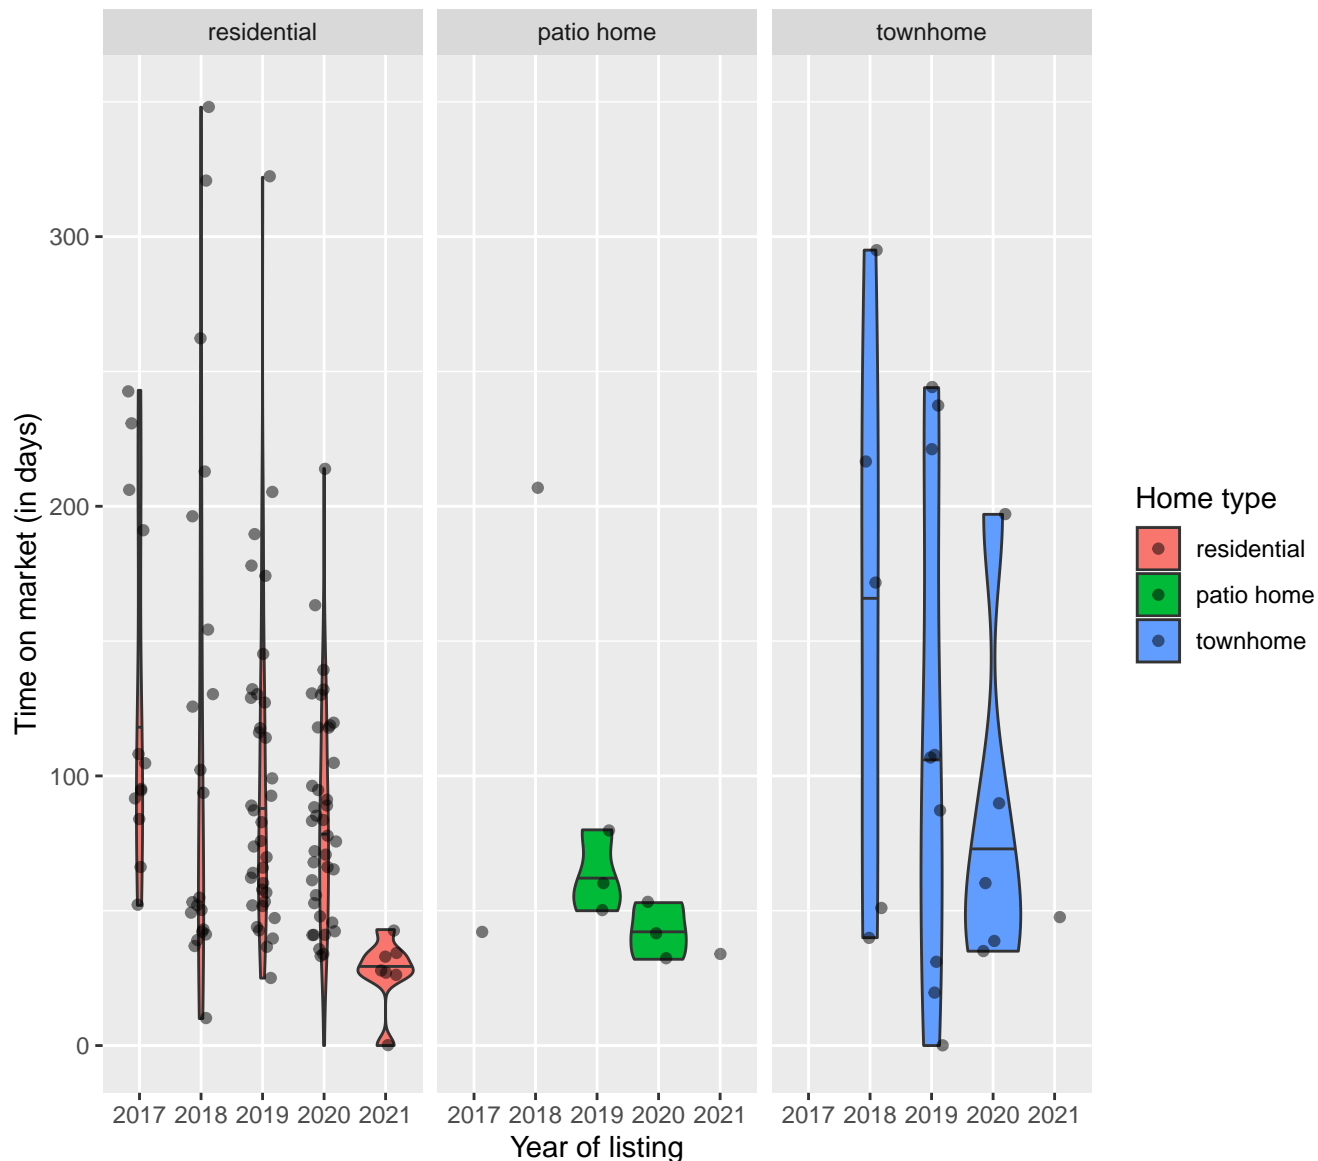 residential patio home townhome
300
200
100
0
Time on market (in days)
2017 2018 2019 2020 2021 2017 2018 2019 2020 2021 2017 2018 2019 2020 2021
Year of listing
Home type
residential
patio home
townhome